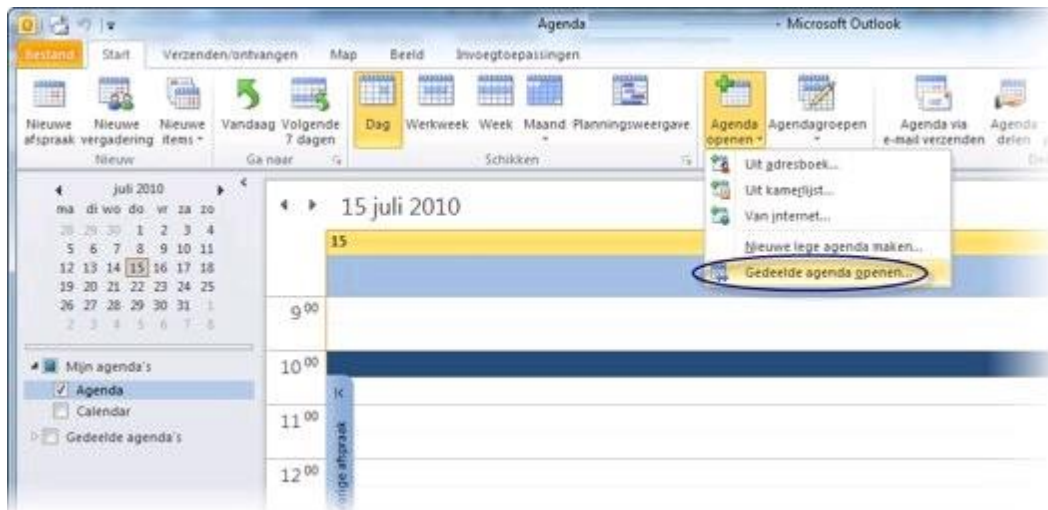 Agenda - Microsoft Outlook
Bestand Start Verzenden/ontvangen Map Beeld Invoegtoepassingen
Nieuwe afspraak
Nieuwe vergadering
Nieuwe items
Vandaag
Volgende 7 dagen
Dag
Werkweek
Week
Maand
Planningsweergave
Agenda openen
Agendagroepen
Agenda via e-mail verzenden
Agenda delen
Nieuw
Ga naar
Schikken
Uit adresboek...
Uit kamerlijst...
Van internet...
Nieuwe lege agenda maken...
Gedeelde agenda openen...
juli 2010
ma di wo do vr za zo
28 29 30 1 2 3 4
5 6 7 8 9 10 11
12 13 14 15 16 17 18
19 20 21 22 23 24 25
26 27 28 29 30 31 1
2 3 4 5 6 7 8
Mijn agenda's
Agenda
Calendar
Gedeelde agenda's
15 juli 2010
15
9 00
10 00
11 00
12 00
orige afspraak